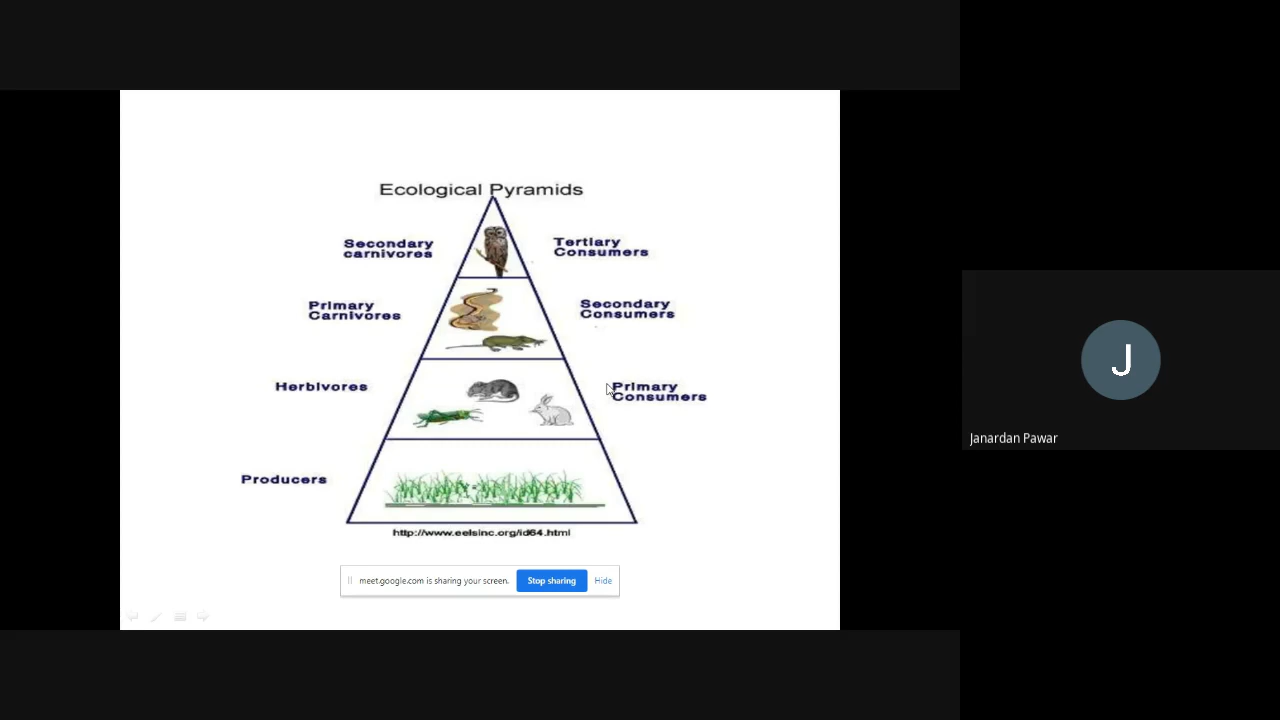 Ecological Pyramids
Secondary
carnivores
Tertiary
Consumers
Primary
Carnivores
Secondary
Consumers
Herbivores
Primary
Consumers
Producers
http://www.eelsinc.org/id64.html
meet.google.com is sharing your screen.
Stop sharing
Hide
J
Janardan Pawar